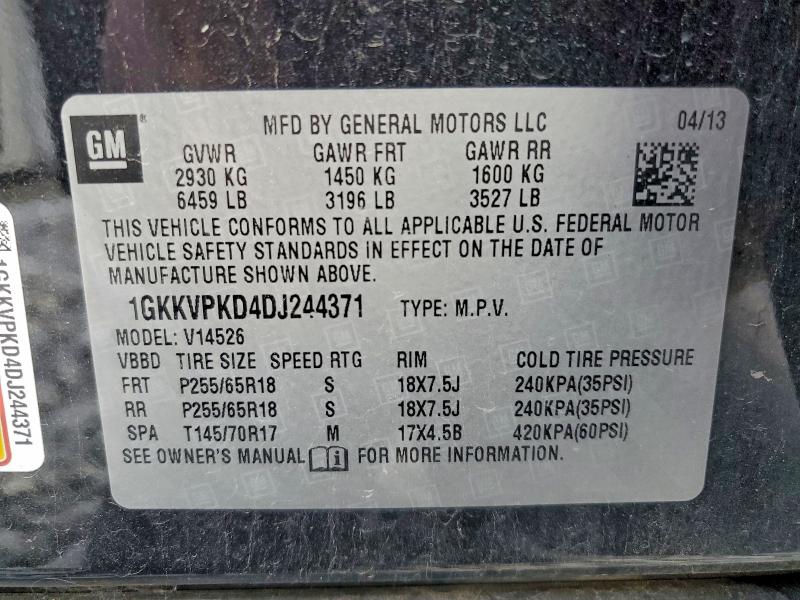 GM
MFD BY GENERAL MOTORS LLC 04/13
GVWR GAWR FRT GAWR RR
2930 KG 1450 KG 1600 KG
6459 LB 3196 LB 3527 LB
THIS VEHICLE CONFORMS TO ALL APPLICABLE U.S. FEDERAL MOTOR
VEHICLE SAFETY STANDARDS IN EFFECT ON THE DATE OF
MANUFACTURE SHOWN ABOVE.
1GKKVPKD4DJ244371 TYPE: M.P.V.
MODEL: V14526
VBBD TIRE SIZE SPEED RTG RIM COLD TIRE PRESSURE
FRT P255/65R18 S 18X7.5J 240KPA(35PSI)
RR P255/65R18 S 18X7.5J 240KPA(35PSI)
SPA T145/70R17 M 17X4.5B 420KPA(60PSI)
SEE OWNER'S MANUAL i FOR MORE INFORMATION.
1GKKVPKD4DJ244371